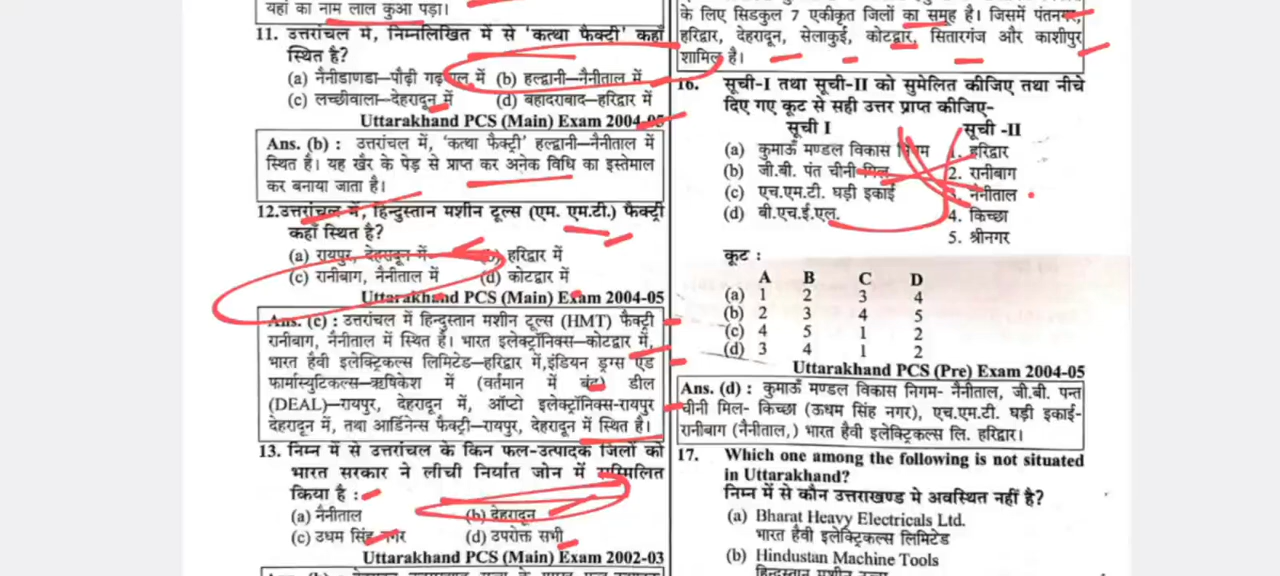 यहां का नाम लाल कुआ पड़ा।
11. उत्तरांचल में, निम्नलिखित में से 'कत्था फैक्ट्री' कहाँ
स्थित है?
(a) नैनीडाणडा–पौढ़ी गढ़वाल में (b) हल्द्वानी–नैनीताल में
(c) लच्छीवाला–देहरादून में (d) बहादराबाद–हरिद्वार में
Uttarakhand PCS (Main) Exam 2004-05
Ans. (b) : उत्तरांचल में, 'कत्था फैक्ट्री' हल्द्वानी–नैनीताल में
स्थित है। यह खैर के पेड़ से प्राप्त कर अनेक विधि का इस्तेमाल
कर बनाया जाता है।
12.उत्तरांचल में, हिन्दुस्तान मशीन टूल्स (एम. एम.टी.) फैक्ट्री
कहाँ स्थित है?
(a) रायपुर, देहरादून में (b) हरिद्वार में
(c) रानीबाग, नैनीताल में (d) कोटद्वार में
Uttarakhand PCS (Main) Exam 2004-05
Ans. (c) : उत्तरांचल में हिन्दुस्तान मशीन टूल्स (HMT) फैक्ट्री
रानीबाग, नैनीताल में स्थित है। भारत इलेक्ट्रॉनिक्स–कोटद्वार में,
भारत हैवी इलेक्ट्रिकल्स लिमिटेड–हरिद्वार में,इंडियन ड्रग्स एंड
फार्मास्युटिकल्स–ऋषिकेश में (वर्तमान में बंद) डील
(DEAL)–रायपुर, देहरादून में, ऑप्टो इलेक्ट्रॉनिक्स-रायपुर
देहरादून में, तथा आर्डिनेन्स फैक्ट्री–रायपुर, देहरादून में स्थित है।
13. निम्न में से उत्तरांचल के किन फल-उत्पादक जिलों को
भारत सरकार ने लीची निर्यात जोन में सम्मिलित
किया है :
(a) नैनीताल (b) देहरादून
(c) उधम सिंह नगर (d) उपरोक्त सभी
Uttarakhand PCS (Main) Exam 2002-03
के लिए सिडकुल 7 एकीकृत जिलों का समूह है। जिसमें पंतनगर,
हरिद्वार, देहरादून, सेलाकुई, कोटद्वार, सितारगंज और काशीपुर
शामिल है।
16. सूची-I तथा सूची-II को सुमेलित कीजिए तथा नीचे
दिए गए कूट से सही उत्तर प्राप्त कीजिए-
सूची I सूची -II
(a) कुमाऊँ मण्डल विकास निगम 1. हरिद्वार
(b) जी.बी. पंत चीनी मिल 2. रानीबाग
(c) एच.एम.टी. घड़ी इकाई 3. नैनीताल
(d) बी.एच.ई.एल. 4. किच्छा
5. श्रीनगर
कूट :
A B C D
(a) 1 2 3 4
(b) 2 3 4 5
(c) 4 5 1 2
(d) 3 4 1 2
Uttarakhand PCS (Pre) Exam 2004-05
Ans. (d) : कुमाऊँ मण्डल विकास निगम- नैनीताल, जी.बी. पन्त
चीनी मिल- किच्छा (ऊधम सिंह नगर), एच.एम.टी. घड़ी इकाई-
रानीबाग (नैनीताल,) भारत हैवी इलेक्ट्रिकल्स लि. हरिद्वार।
17. Which one among the following is not situated
in Uttarakhand?
निम्न में से कौन उत्तराखण्ड मे अवस्थित नहीं है?
(a) Bharat Heavy Electricals Ltd.
भारत हैवी इलेक्ट्रिकल्स लिमिटेड
(b) Hindustan Machine Tools